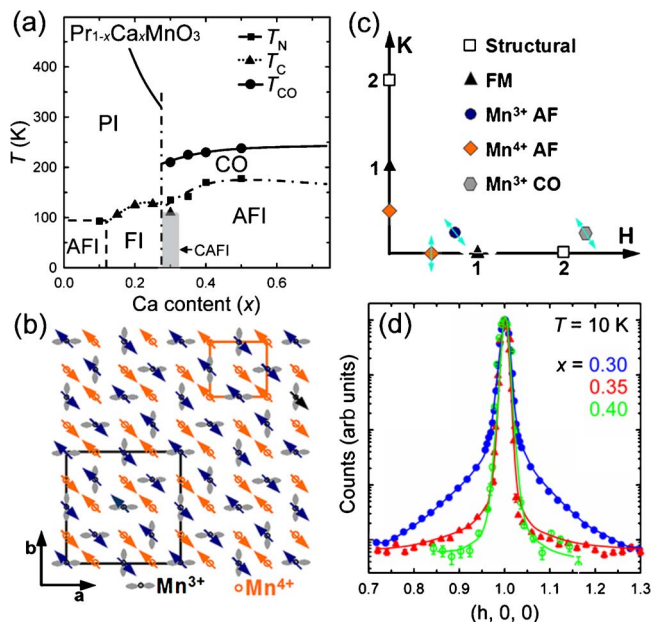 (a)
Pr1-xCaxMnO3
TN
TC
TCO
400
300
200
100
0
T (K)
PI
CO
AFI
FI
AFI
CAFI
0.0 0.2 0.4 0.6
Ca content (x)
(b)
b
a
Mn3+
Mn4+
(c)
K
2
1
Structural
FM
Mn3+ AF
Mn4+ AF
Mn3+ CO
H
1
2
(d)
T = 10 K
x = 0.30
0.35
0.40
Counts (arb units)
0.7 0.8 0.9 1.0 1.1 1.2 1.3
(h, 0, 0)